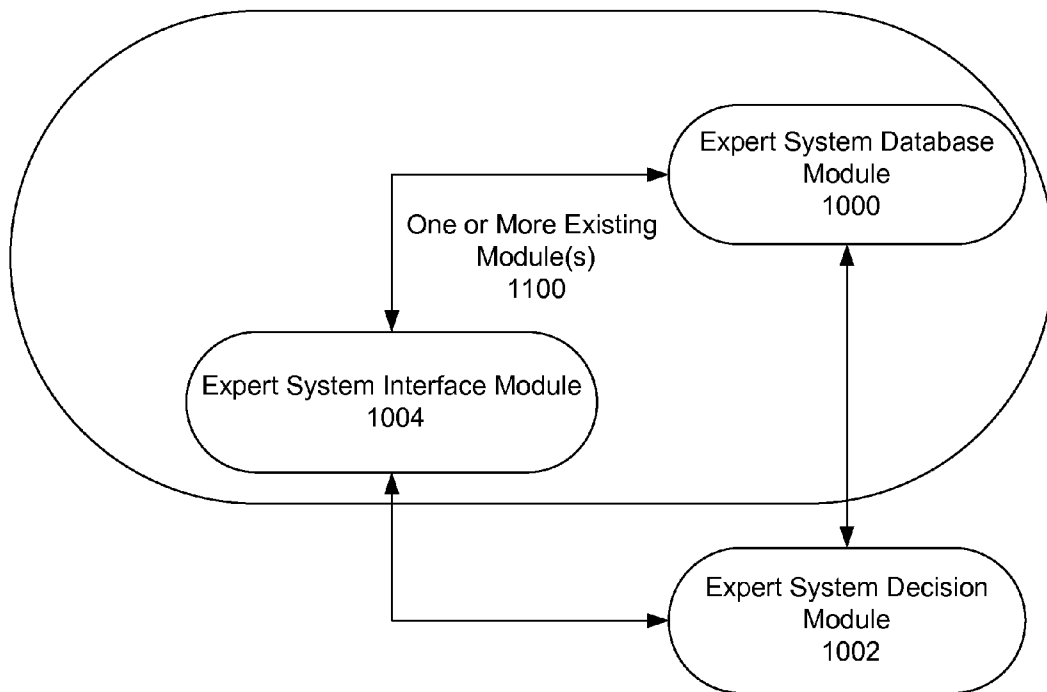 Expert System Database
Module
1000
One or More Existing
Module(s)
1100
Expert System Interface Module
1004
Expert System Decision
Module
1002